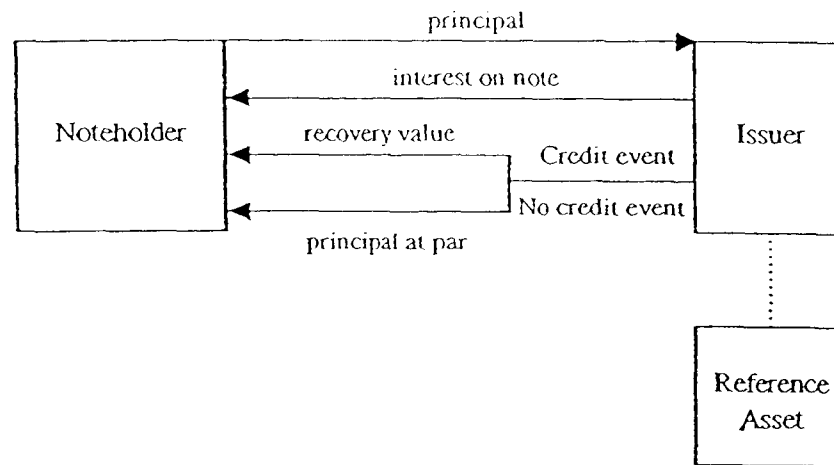 principal
interest on note
Noteholder
recovery value
Credit event
Issuer
No credit event
principal at par
Reference
Asset